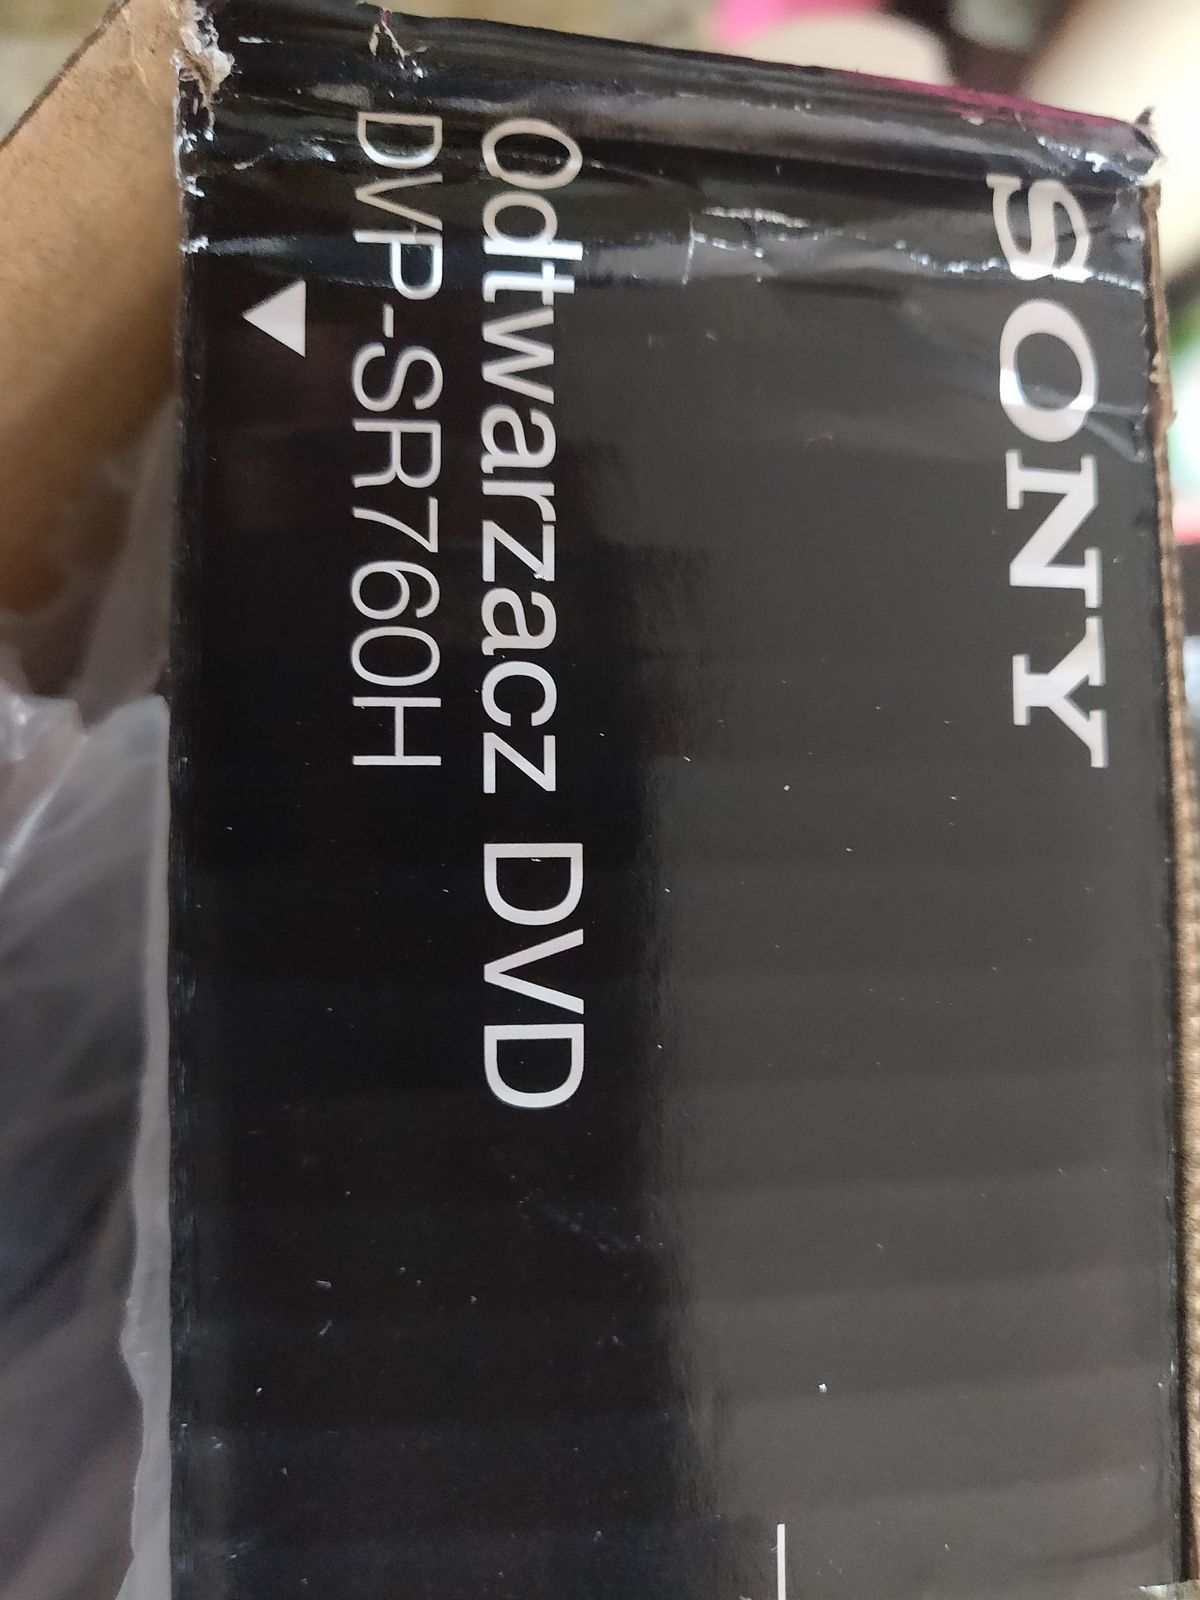 SONY
Odtwarzacz DVD
DVP-SR760H